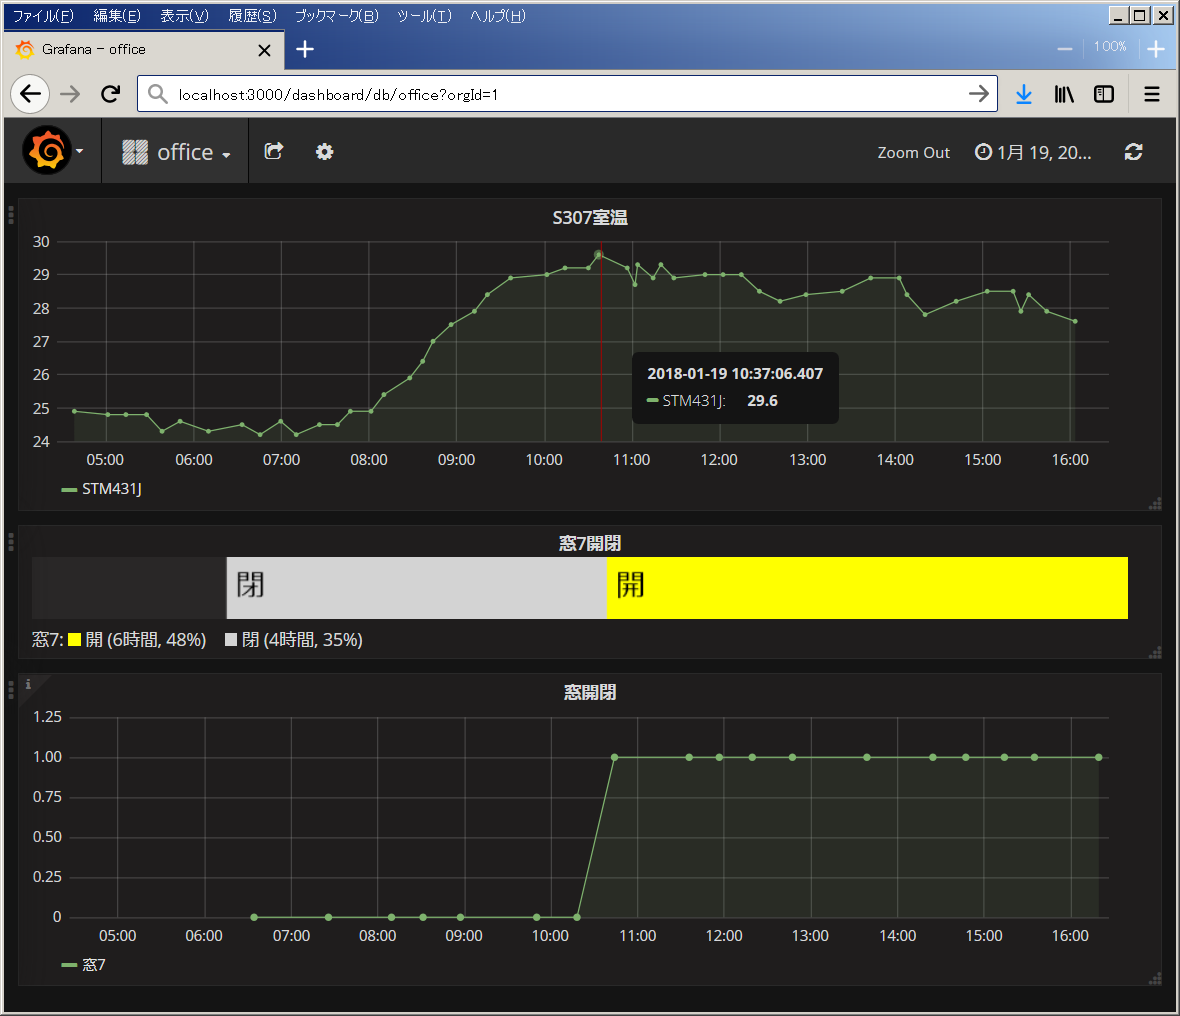 ファイル(F) 編集(E) 表示(V) 履歴(S) ブックマーク(B) ツール(T) ヘルプ(H)
Grafana - office
100%
localhost:3000/dashboard/db/office?orgId=1
office
Zoom Out 1月 19, 20...
S307室温
30
29
28
27
26
25
24
2018-01-19 10:37:06.407
STM431J: 29.6
05:00 06:00 07:00 08:00 09:00 10:00 11:00 12:00 13:00 14:00 15:00 16:00
STM431J
窓7開閉
閉 開
窓7: 開 (6時間, 48%) 閉 (4時間, 35%)
i
窓開閉
1.25
1.00
0.75
0.50
0.25
0
05:00 06:00 07:00 08:00 09:00 10:00 11:00 12:00 13:00 14:00 15:00 16:00
窓7